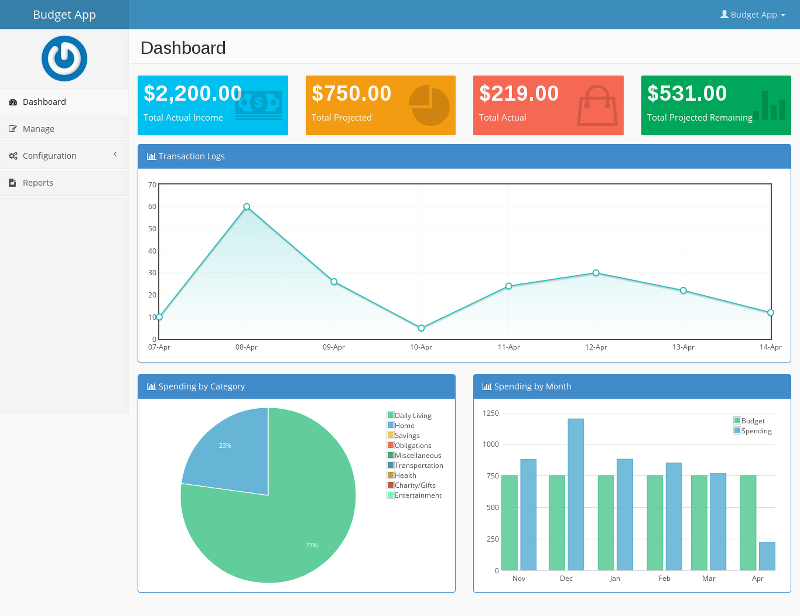 Budget App
Budget App
Dashboard
Dashboard
Manage
Configuration
Reports
$2,200.00
Total Actual Income
$750.00
Total Projected
$219.00
Total Actual
$531.00
Total Projected Remaining
Transaction Logs
70
60
50
40
30
20
10
0
07-Apr 08-Apr 09-Apr 10-Apr 11-Apr 12-Apr 13-Apr 14-Apr
Spending by Category
Daily Living
Home
Savings
Obligations
Miscellaneous
Transportation
Health
Charity/Gifts
Entertainment
23%
77%
Spending by Month
Budget
Spending
1250
1000
750
500
250
0
Nov Dec Jan Feb Mar Apr